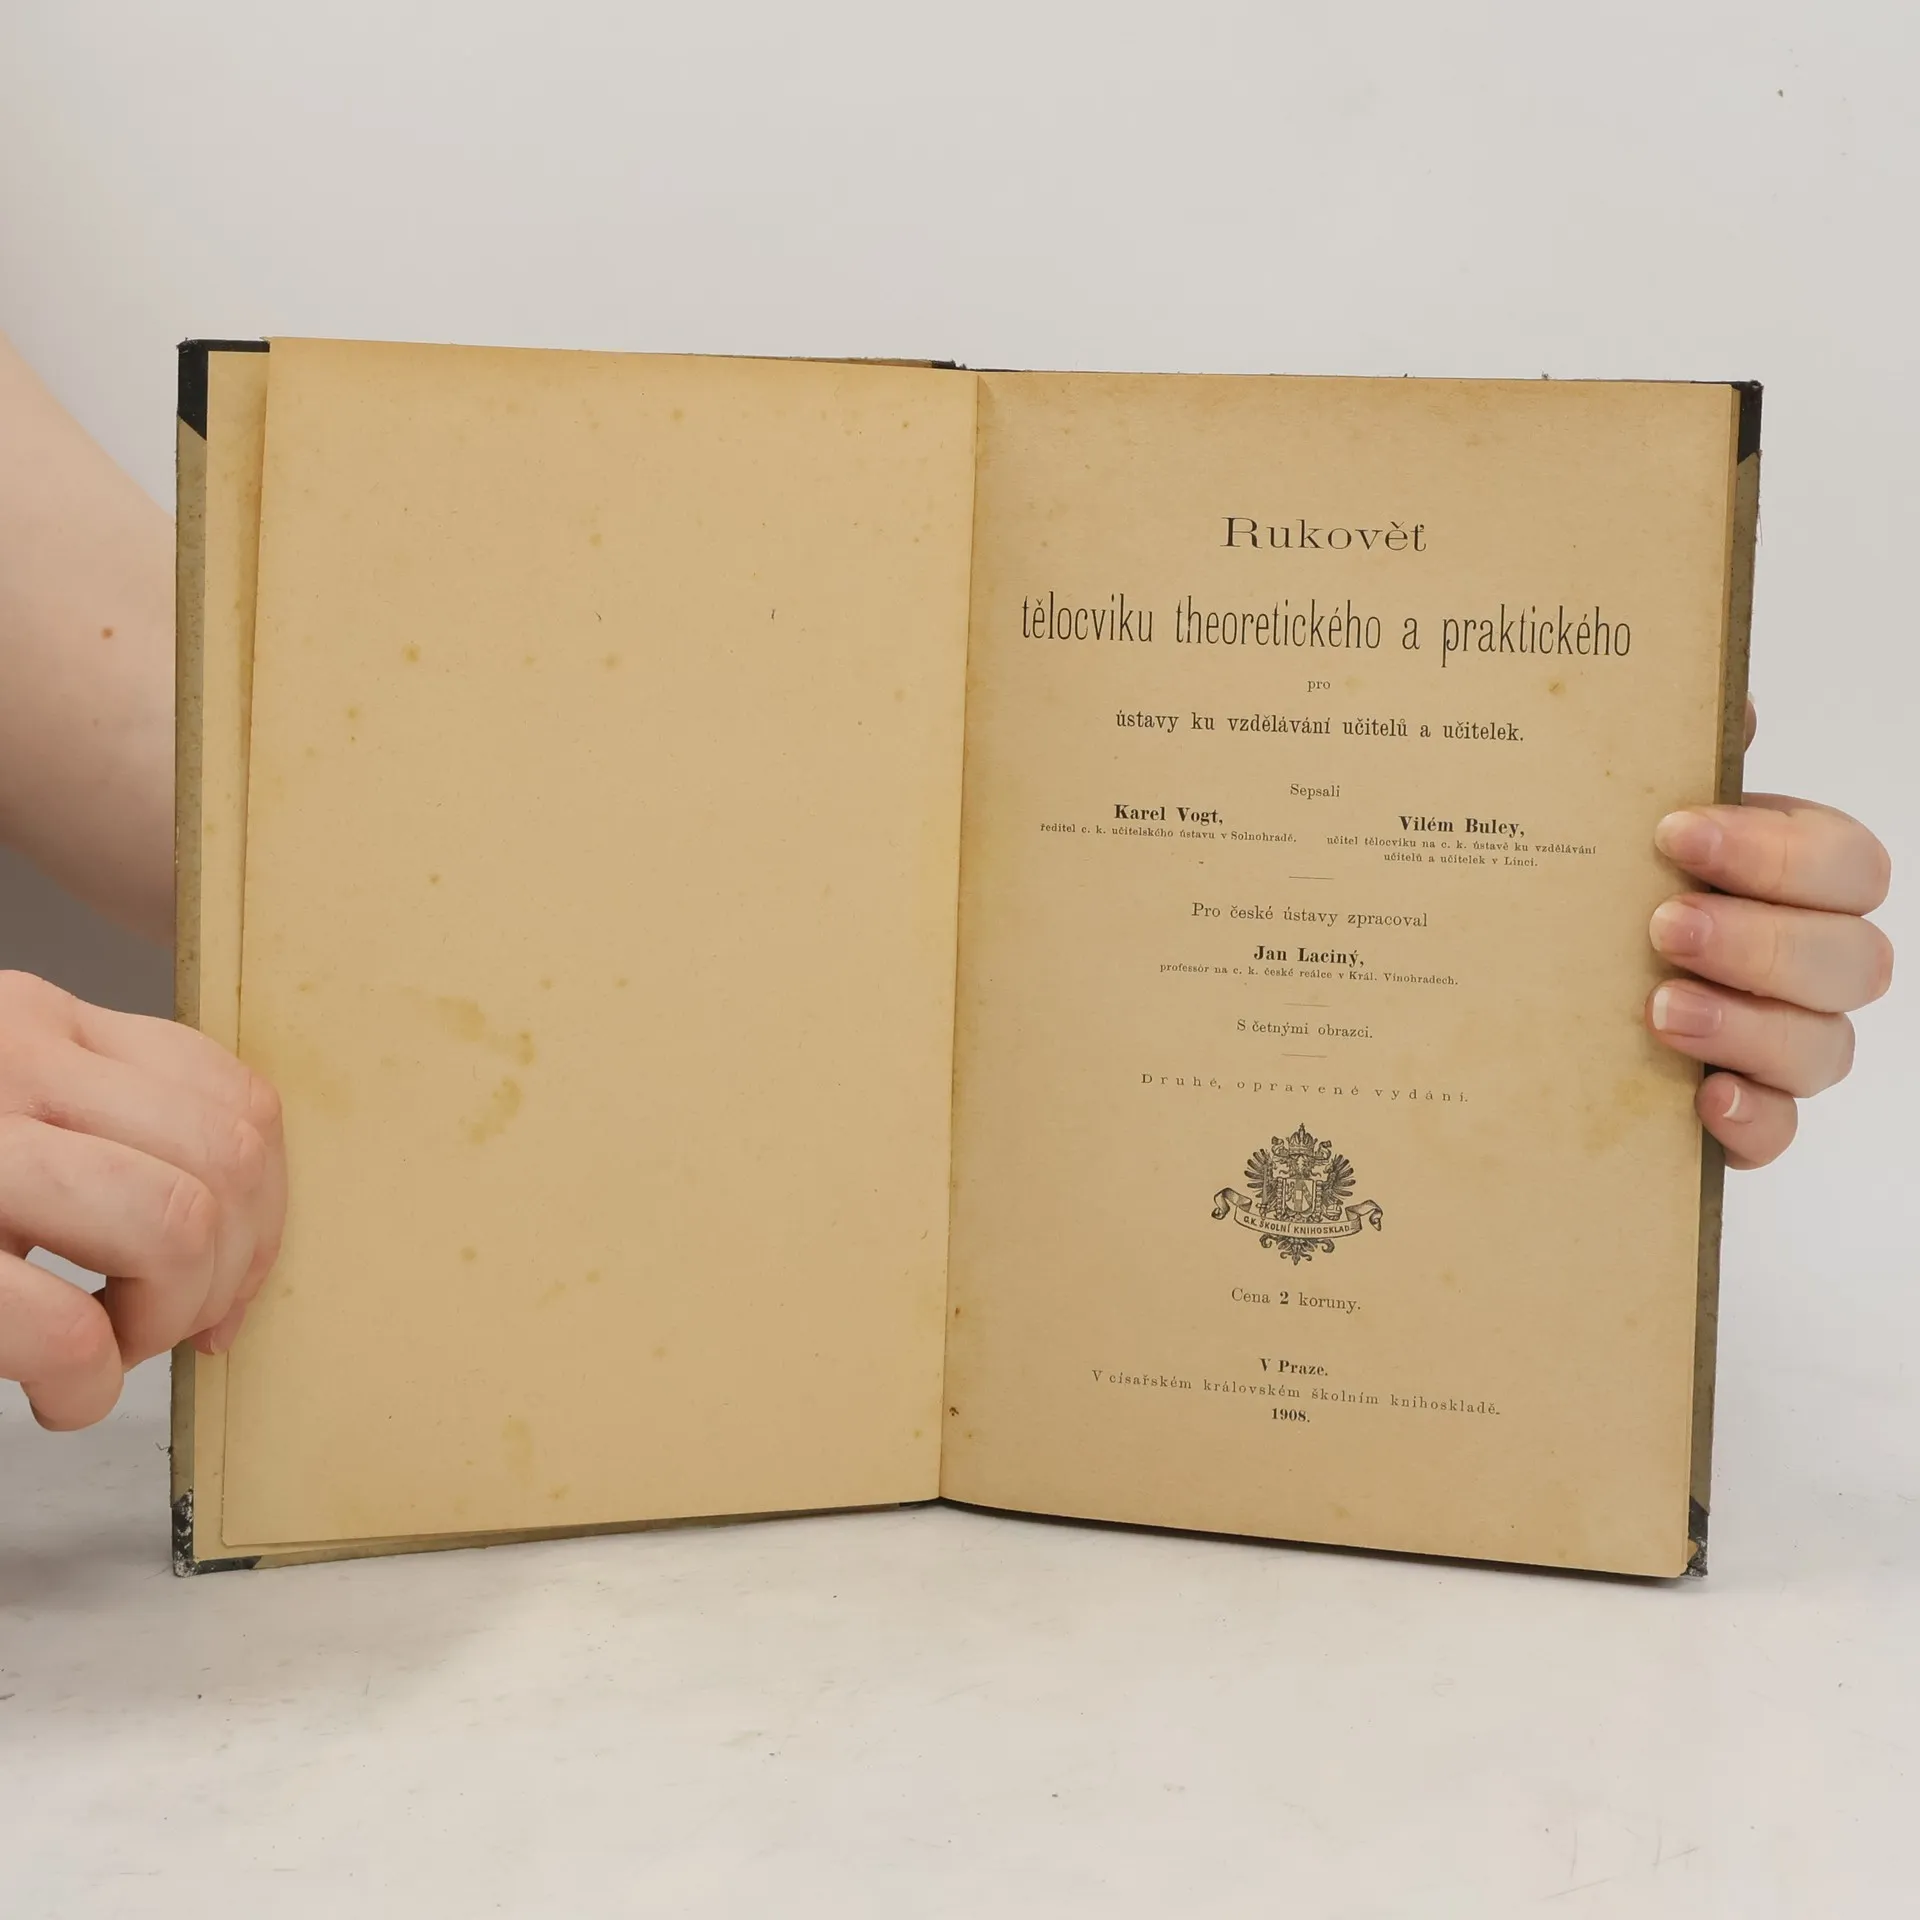 Rukověť
tělocviku theoretického a praktického
pro
ústavy ku vzdělávání učitelů a učitelek.
Sepsali
Karel Vogt,
ředitel c. k. učitelského ústavu v Solnohradě.
Vilém Buley,
učitel tělocviku na c. k. ústavě ku vzdělávání
učitelů a učitelek v Linci.
Pro české ústavy zpracoval
Jan Laciný,
professor na c. k. české reálce v Král. Vinohradech.
S četnými obrazci.
Druhé, opravené vydání.
C. K. ŠKOLNÍ KNIHOSKLAD.
Cena 2 koruny.
V Praze.
V císařském královském školním knihoskladě.
1908.